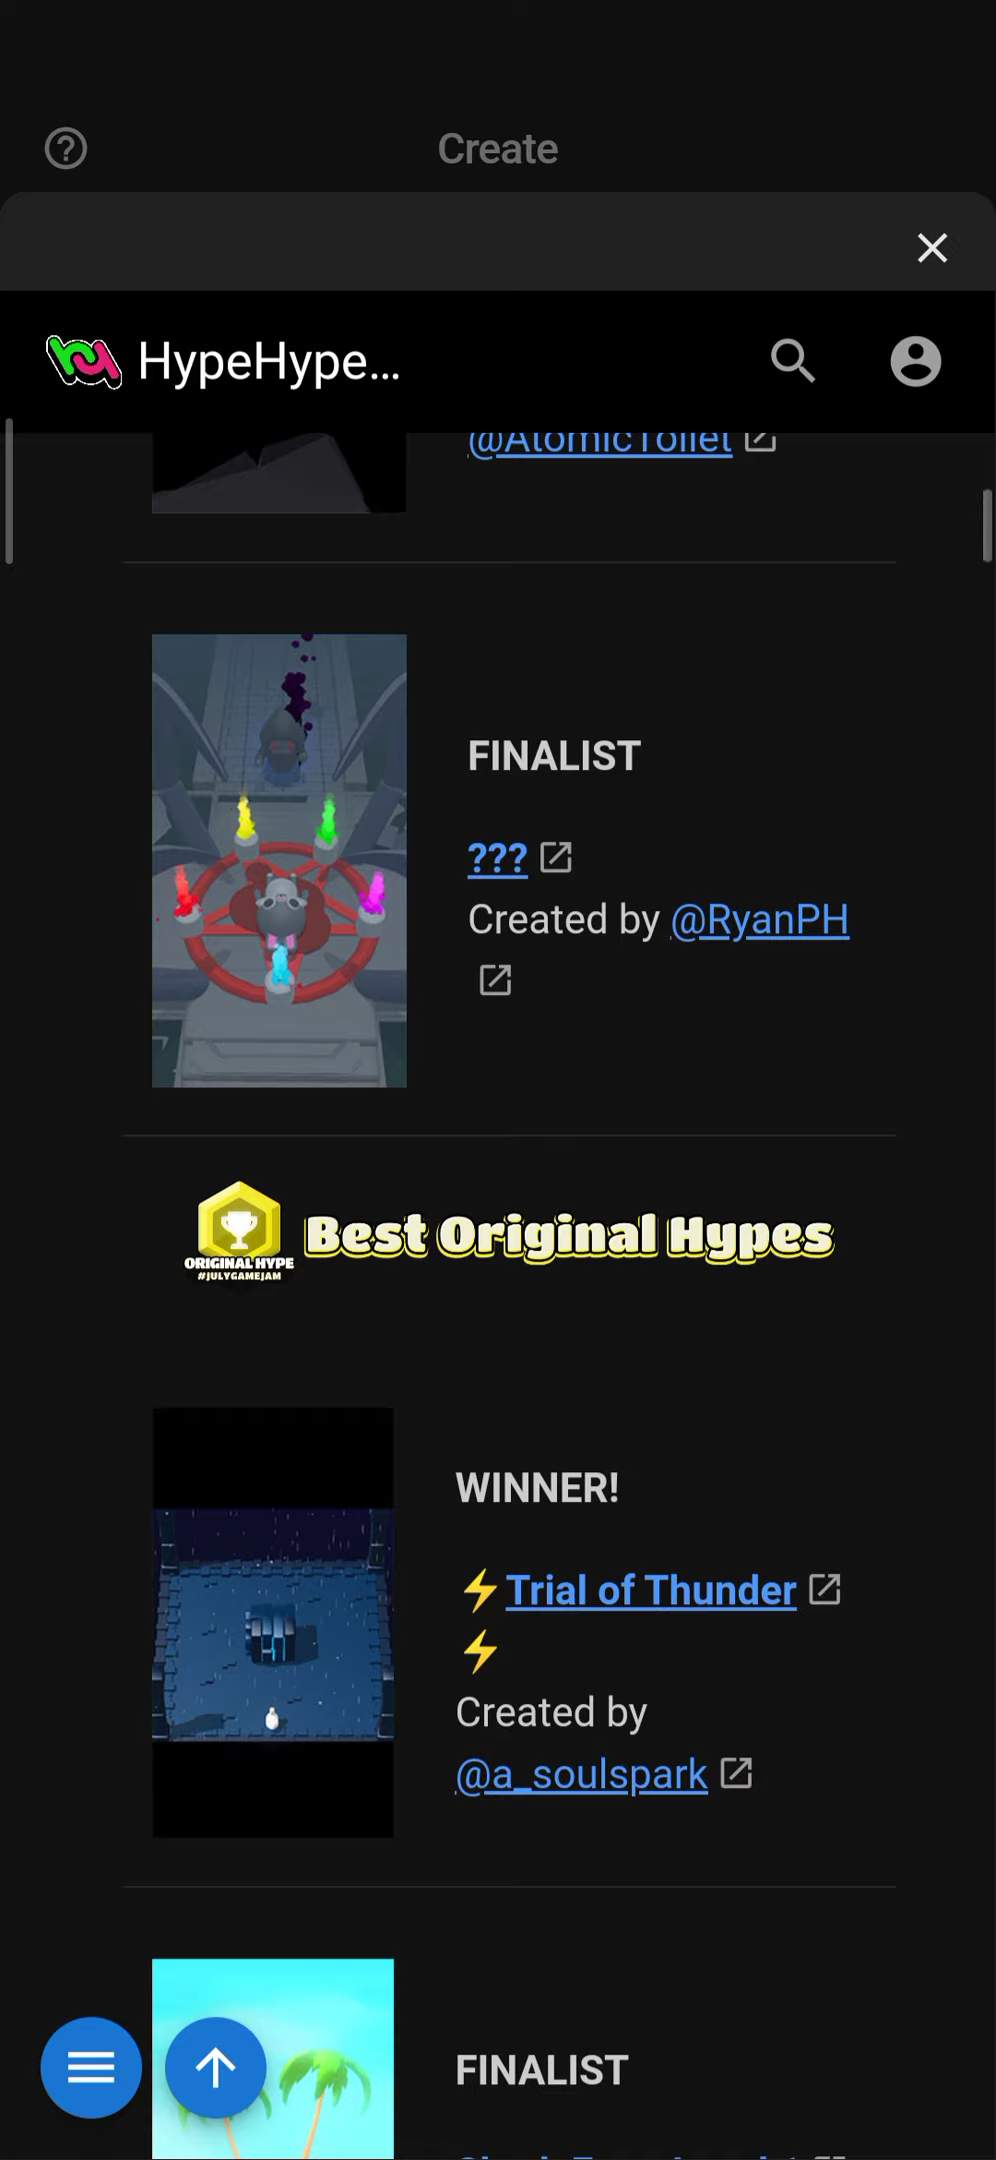 Create
HypeHype...
@AtomicToilet
FINALIST
???
Created by @RyanPH
ORIGINAL HYPE
#JULYGAMEJAM
Best Original Hypes
WINNER!
⚡Trial of Thunder
⚡
Created by
@a_soulspark
FINALIST